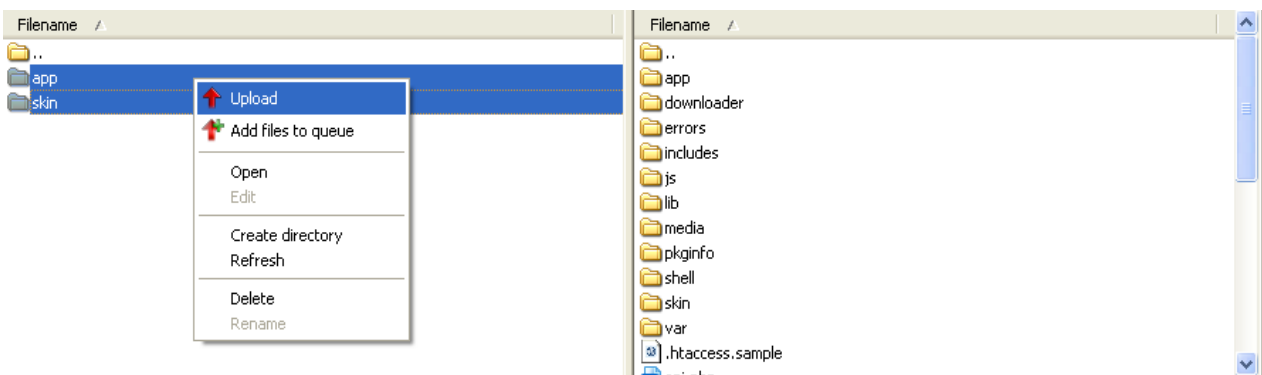 Filename
..
app
skin
Upload
Add files to queue
Open
Edit
Create directory
Refresh
Delete
Rename
Filename
..
app
downloader
errors
includes
js
lib
media
pkginfo
shell
skin
var
.htaccess.sample